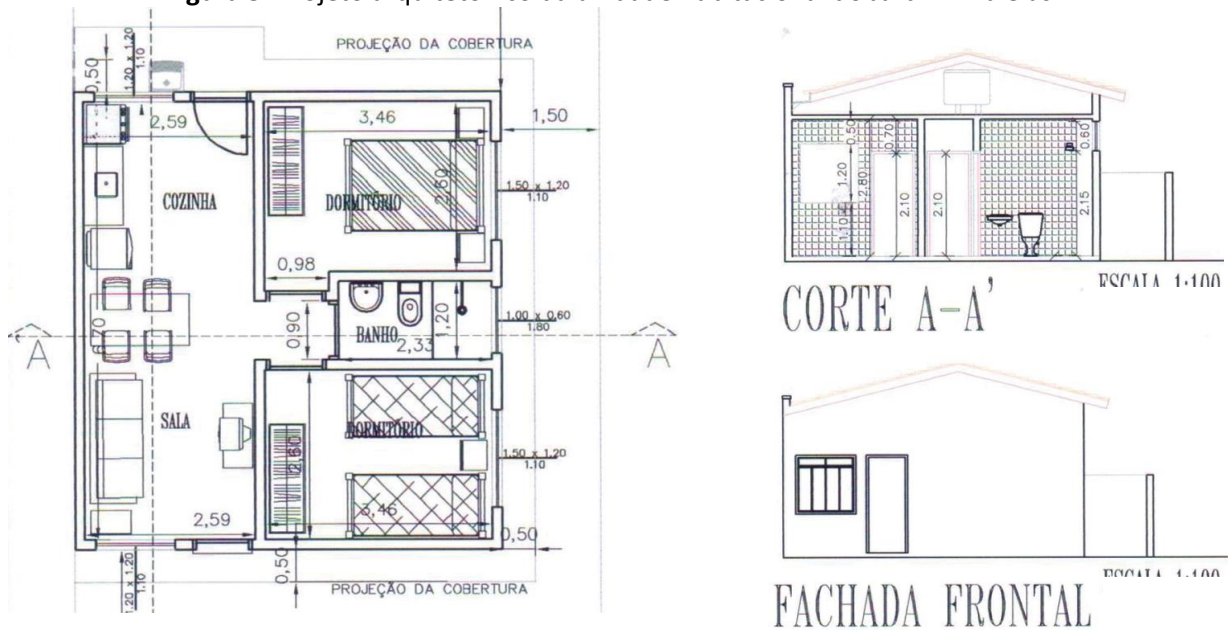 PROJEÇÃO DA COBERTURA
0,50
1.20 x 1.20
1.10
2,59
3,46
1,50
COZINHA
DORMITÓRIO
2,60
1.50 x 1.20
1.10
0,98
0,90
BANHO
1,20
2,33
1.00 x 0.60
1.80
A
A
SALA
DORMITÓRIO
2,60
1.50 x 1.20
1.10
2,59
3,46
0,50
0,50
1.20 x 1.20
1.10
PROJEÇÃO DA COBERTURA
0.50
0.70
0.60
1.20
2.80
1.10
2.10
2.10
2.15
CORTE A-A'
ESCALA 1:100
FACHADA FRONTAL
ESCALA 1:100